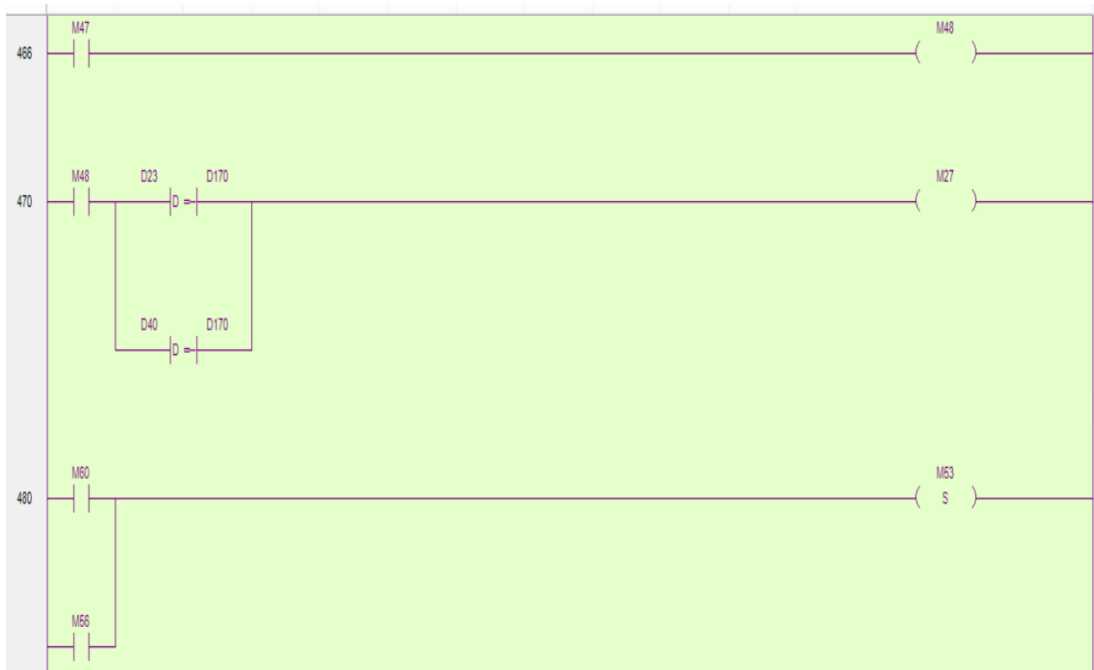 M47 M48
466
M48 D23 D170 M27
470 D =
D40 D170
D =
M60 M53
480 S
M56